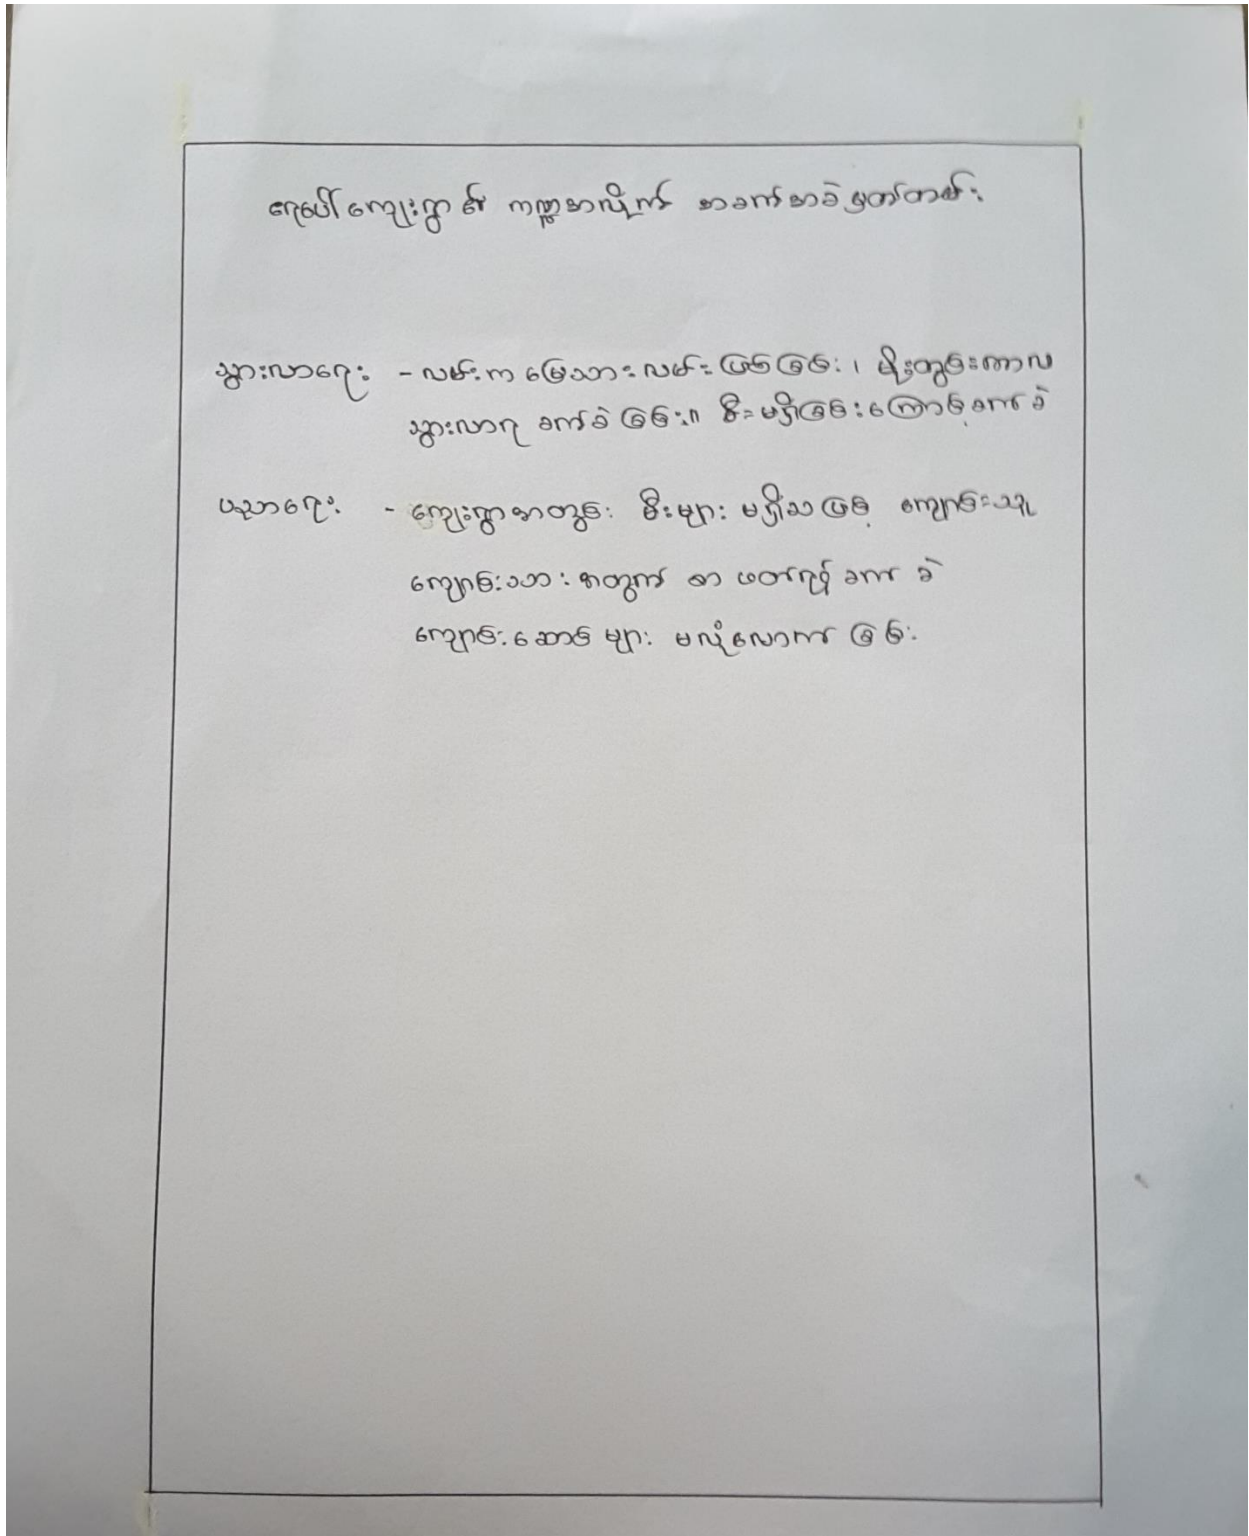 ရေပေါ်ကျေးရွာ၏ ကဏ္ဍအလိုက် အခက်အခဲမှတ်တမ်း
သွားလာရေး - လမ်းက မြေသားလမ်း ဖြစ်ခြင်း၊ မိုးတွင်းကာလ
သွားလာရ ခက်ခဲခြင်း။ မီးမရှိခြင်းကြောင့်ခက်ခဲ
ပညာရေး - ကျေးရွာအတွင်း မီးများ မရှိသဖြင့် ကျောင်းသူ
ကျောင်းသားအတွက် စာဖတ်ရန် ခက်ခဲ
ကျောင်းဆောင်များ မလုံလောက်ခြင်း